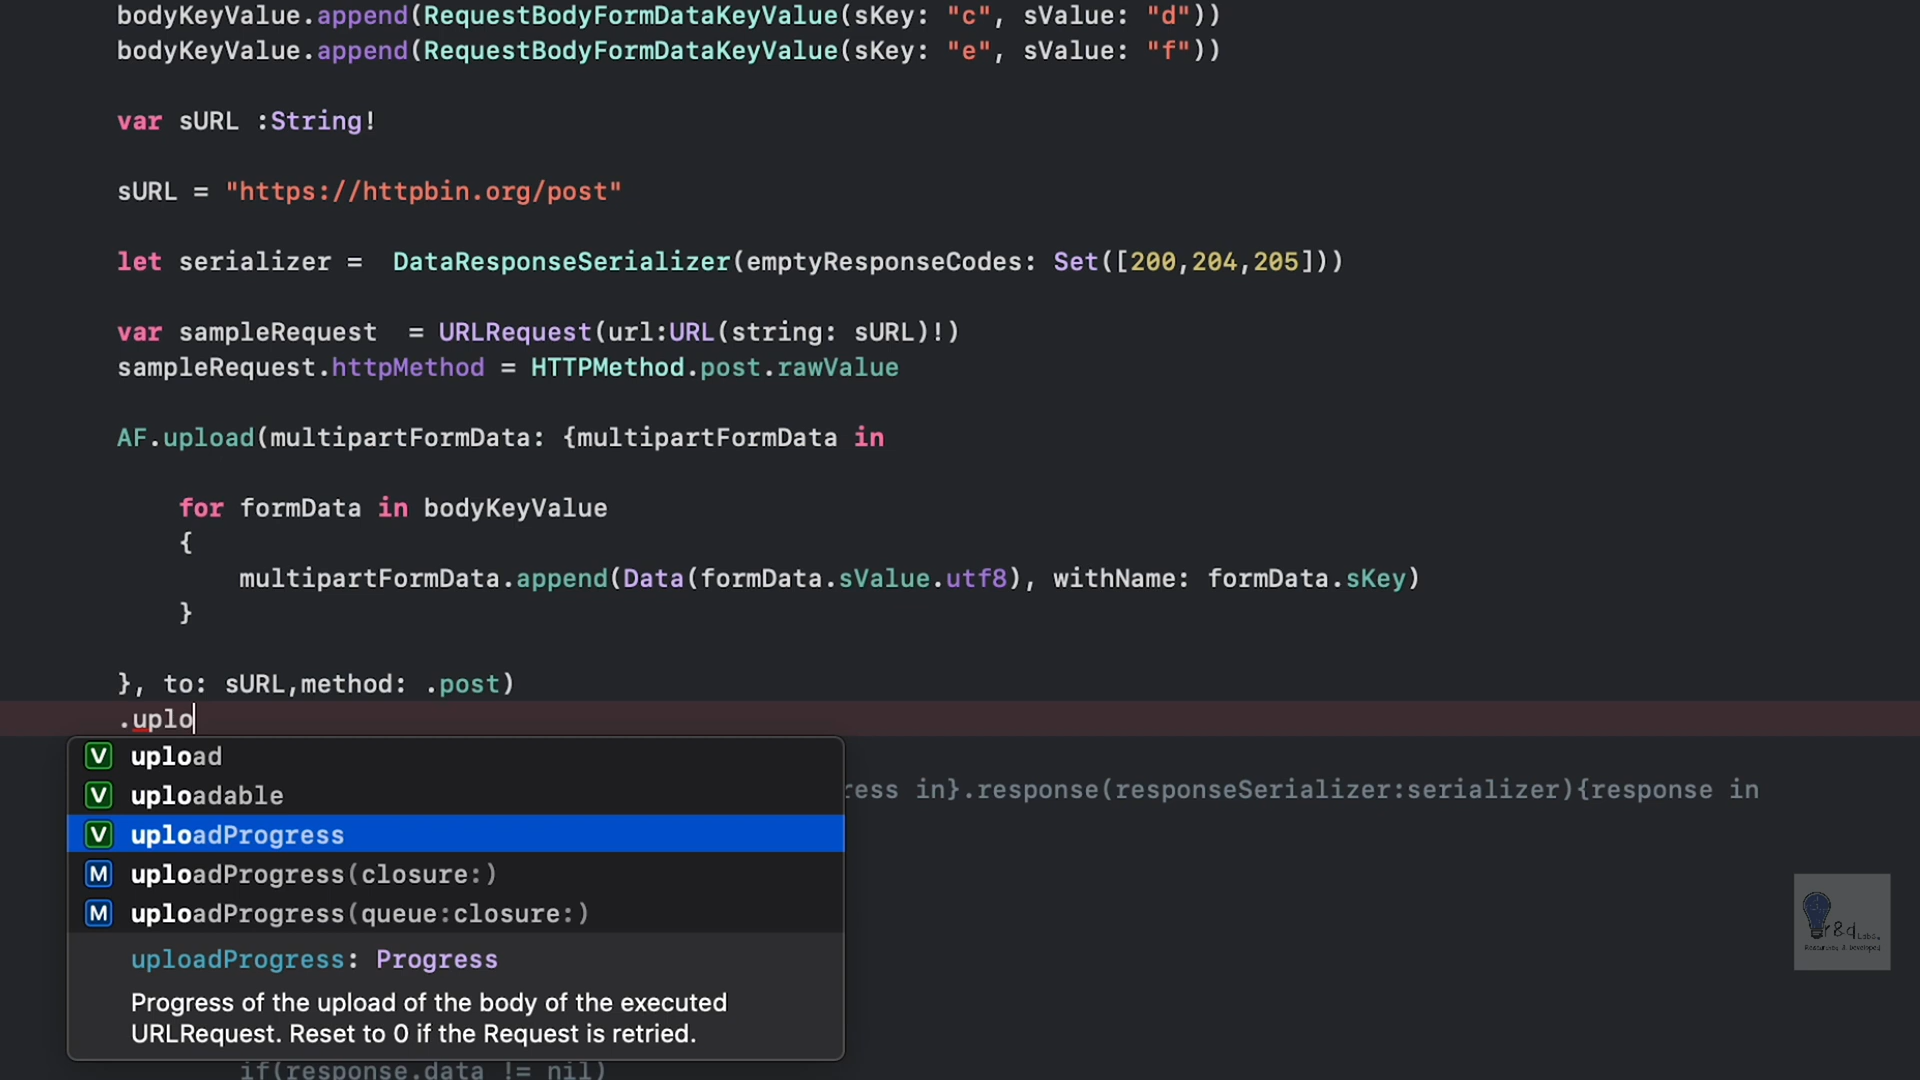 bodyKeyValue.append(RequestBodyFormDataKeyValue(sKey: "c", sValue: "d"))
bodyKeyValue.append(RequestBodyFormDataKeyValue(sKey: "e", sValue: "f"))
var sURL :String!
sURL = "https://httpbin.org/post"
let serializer =  DataResponseSerializer(emptyResponseCodes: Set([200,204,205]))
var sampleRequest  = URLRequest(url:URL(string: sURL)!)
sampleRequest.httpMethod = HTTPMethod.post.rawValue
AF.upload(multipartFormData: {multipartFormData in
for formData in bodyKeyValue
{
multipartFormData.append(Data(formData.sValue.utf8), withName: formData.sKey)
}
}, to: sURL,method: .post)
.uplo
V upload
V uploadable
ress in}.response(responseSerializer:serializer){response in
V uploadProgress
M uploadProgress(closure:)
M uploadProgress(queue:closure:)
uploadProgress: Progress
Progress of the upload of the body of the executed
URLRequest. Reset to 0 if the Request is retried.
if(response.data != nil)
r&d Labs.